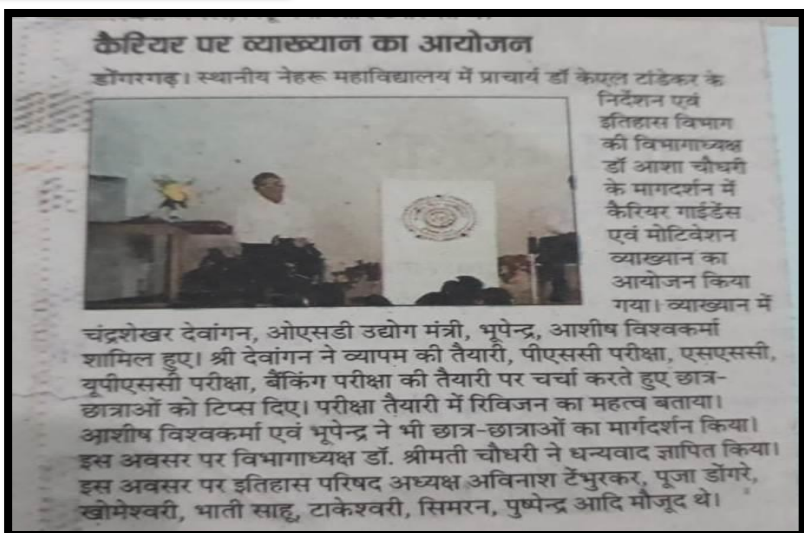 कैरियर पर व्याख्यान का आयोजन
डोंगरगढ़। स्थानीय नेहरू महाविद्यालय में प्राचार्य डॉ केएल टांडेकर के
निर्देशन एवं
इतिहास विभाग
की विभागाध्यक्ष
डॉ आशा चौधरी
के मागदर्शन में
कैरियर गाईडेंस
एवं मोटिवेशन
व्याख्यान का
आयोजन किया
गया। व्याख्यान में
चंद्रशेखर देवांगन, ओएसडी उद्योग मंत्री, भूपेन्द्र, आशीष विश्वकर्मा
शामिल हुए। श्री देवांगन ने व्यापम की तैयारी, पीएससी परीक्षा, एसएससी,
यूपीएससी परीक्षा, बैंकिंग परीक्षा की तैयारी पर चर्चा करते हुए छात्र-
छात्राओं को टिप्स दिए। परीक्षा तैयारी में रिविजन का महत्व बताया।
आशीष विश्वकर्मा एवं भूपेन्द्र ने भी छात्र-छात्राओं का मार्गदर्शन किया।
इस अवसर पर विभागाध्यक्ष डॉ. श्रीमती चौधरी ने धन्यवाद ज्ञापित किया।
इस अवसर पर इतिहास परिषद अध्यक्ष अविनाश टेंभुरकर, पूजा डोंगरे,
खोमेश्वरी, भाती साहू, टाकेश्वरी, सिमरन, पुष्पेन्द्र आदि मौजूद थे।